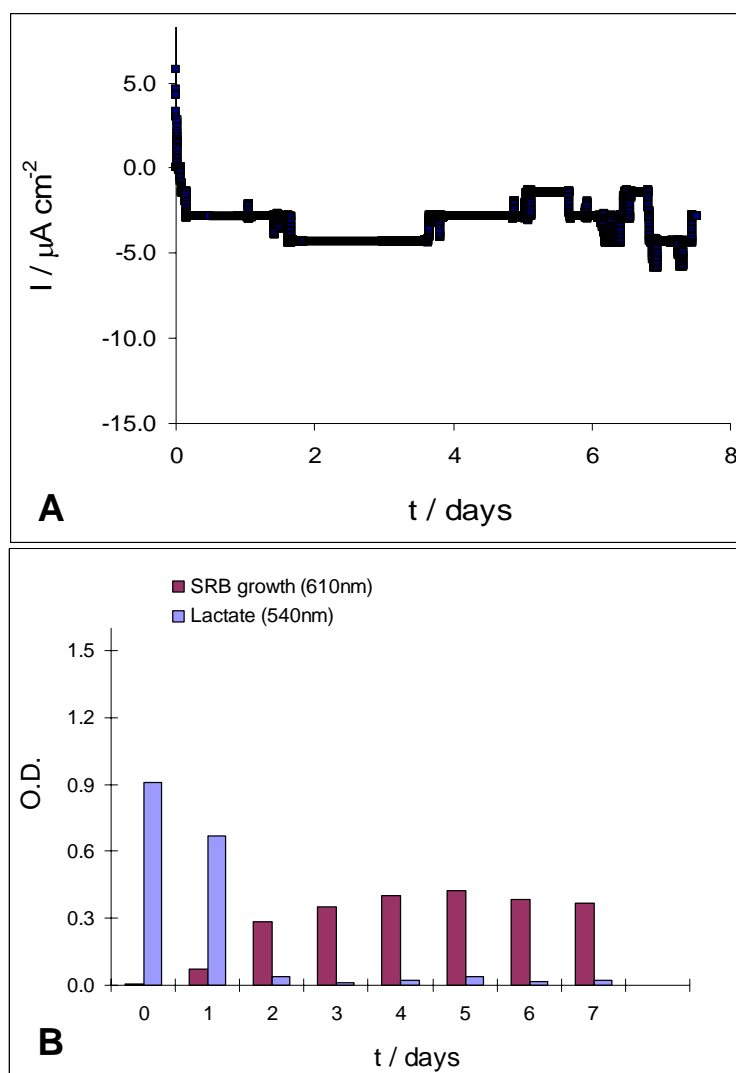 5.0
0.0
-5.0
-10.0
-15.0
I / μA cm-2
0 2 4 6 8
t / days
A
SRB growth (610nm)
Lactate (540nm)
1.5
1.2
0.9
0.6
0.3
0.0
O.D.
0 1 2 3 4 5 6 7
t / days
B